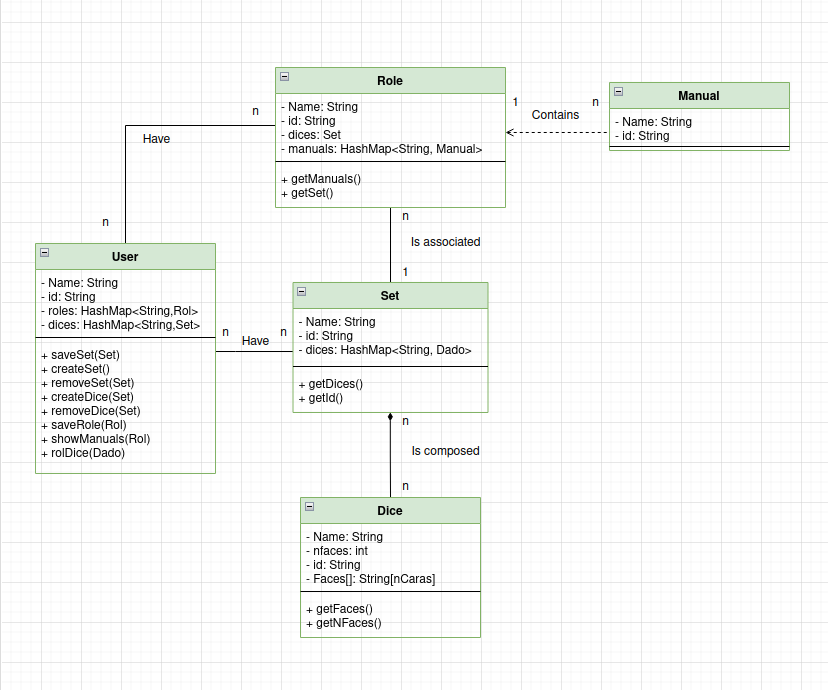 Role
- Name: String
- id: String
- dices: Set
- manuals: HashMap<String, Manual>
+ getManuals()
+ getSet()
1
n
Contains
Manual
- Name: String
- id: String
n
Have
n
n
Is associated
1
User
- Name: String
- id: String
- roles: HashMap<String,Rol>
- dices: HashMap<String,Set>
+ saveSet(Set)
+ createSet()
+ removeSet(Set)
+ createDice(Set)
+ removeDice(Set)
+ saveRole(Rol)
+ showManuals(Rol)
+ rolDice(Dado)
n
n
Have
Set
- Name: String
- id: String
- dices: HashMap<String, Dado>
+ getDices()
+ getId()
n
Is composed
n
Dice
- Name: String
- nfaces: int
- id: String
- Faces[]: String[nCaras]
+ getFaces()
+ getNFaces()